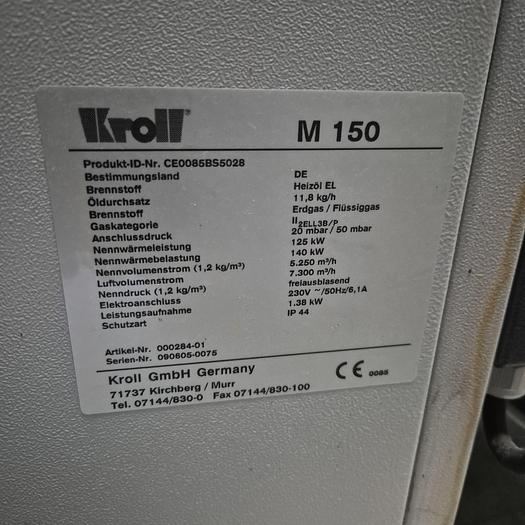 Kroll®
M 150
Produkt-ID-Nr. CE0085BS5028
Bestimmungsland DE
Brennstoff Heizöl EL
Öldurchsatz 11,8 kg/h
Brennstoff Erdgas / Flüssiggas
Gaskategorie II2ELL3B/P
Anschlussdruck 20 mbar / 50 mbar
Nennwärmeleistung 125 kW
Nennwärmebelastung 140 kW
Nennvolumenstrom (1,2 kg/m³) 5.250 m³/h
Luftvolumenstrom 7.300 m³/h
Nenndruck (1,2 kg/m³) freiausblasend
Elektroanschluss 230V ~/50Hz/6,1A
Leistungsaufnahme 1.38 kW
Schutzart IP 44
Artikel-Nr. 000284-01
Serien-Nr. 090605-0075
Kroll GmbH Germany
71737 Kirchberg / Murr
Tel. 07144/830-0 Fax 07144/830-100
CE 0085